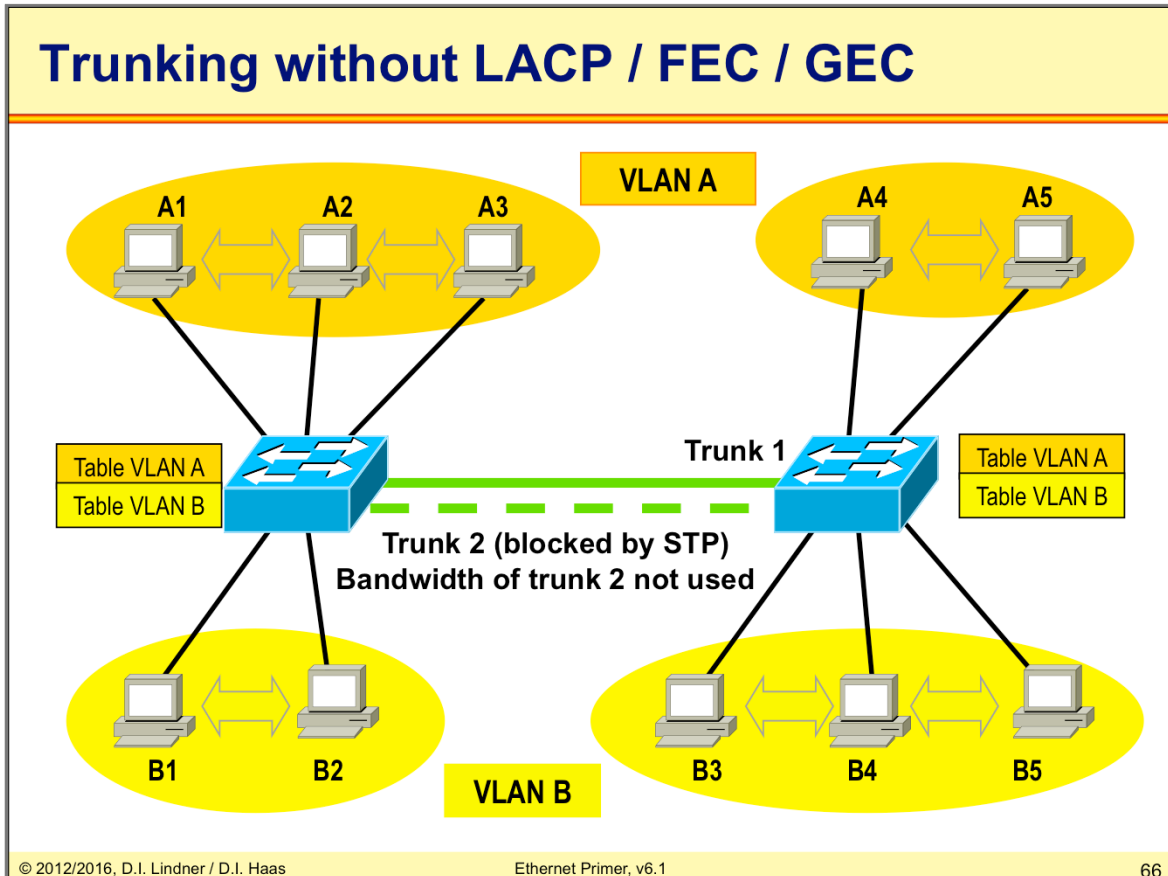 Trunking without LACP / FEC / GEC
VLAN A
A1
A2
A3
A4
A5
Table VLAN A
Table VLAN B
Trunk 1
Table VLAN A
Table VLAN B
Trunk 2 (blocked by STP)
Bandwidth of trunk 2 not used
B1
B2
B3
B4
B5
VLAN B
© 2012/2016, D.I. Lindner / D.I. Haas
Ethernet Primer, v6.1
66